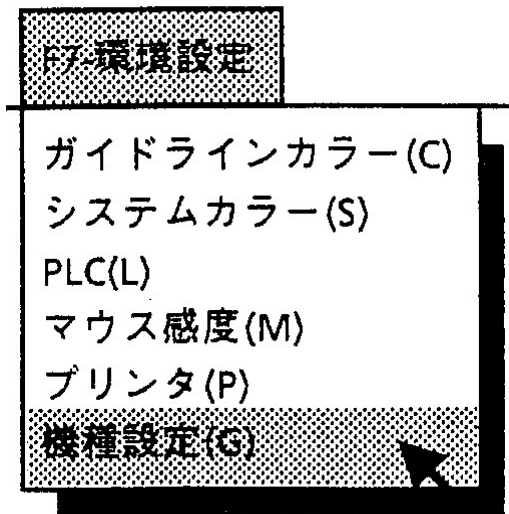 F7-環境設定
ガイドラインカラー(C)
システムカラー(S)
PLC(L)
マウス感度(M)
プリンタ(P)
機種設定(G)